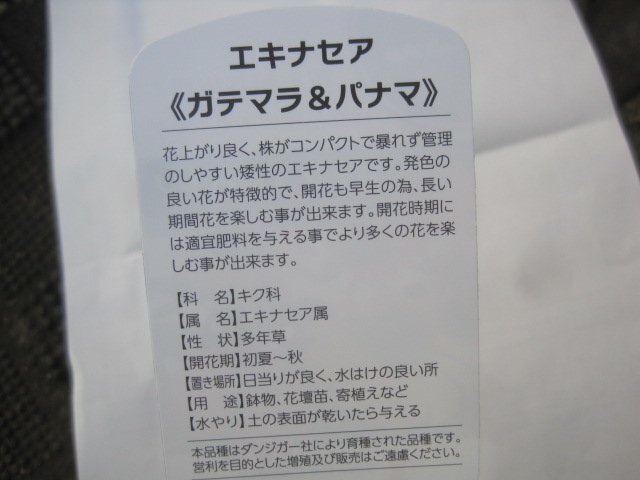 エキナセア
《ガテマラ&パナマ》
花上がり良く、株がコンパクトで暴れず管理
のしやすい矮性のエキナセアです。発色の
良い花が特徴的で、開花も早生の為、長い
期間花を楽しむ事が出来ます。開花時期に
は適宜肥料を与える事でより多くの花を楽
しむ事が出来ます。
【科　名】キク科
【属　名】エキナセア属
【性　状】多年草
【開花期】初夏～秋
【置き場所】日当りが良く、水はけの良い所
【用　途】鉢物、花壇苗、寄植えなど
【水やり】土の表面が乾いたら与える
本品種はダンジガー社により育種された品種です。
営利を目的とした増殖及び販売はご遠慮ください。